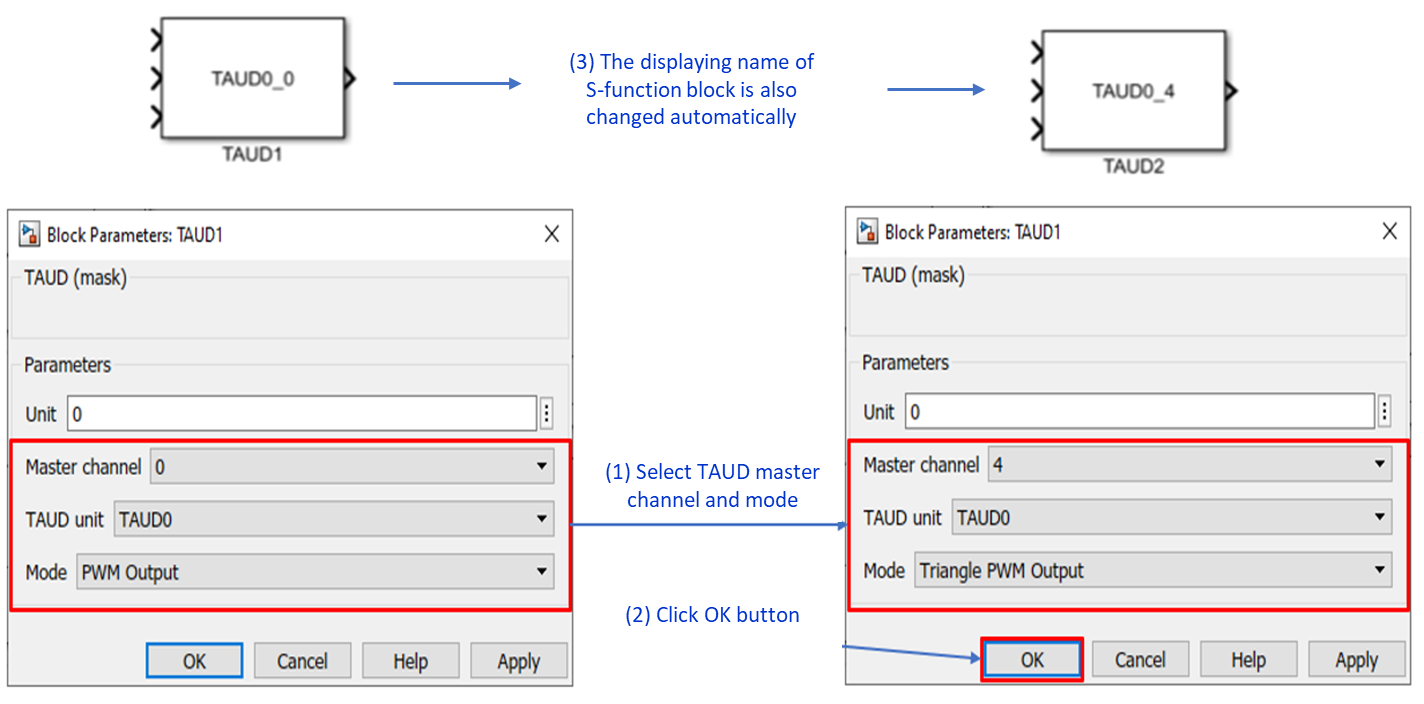 TAUD0_0
TAUD1
(3) The displaying name of
S-function block is also
changed automatically
TAUD0_4
TAUD2
Block Parameters: TAUD1
TAUD (mask)
Parameters
Unit 0
Master channel 0
TAUD unit TAUD0
Mode PWM Output
OK Cancel Help Apply
(1) Select TAUD master
channel and mode
(2) Click OK button
Block Parameters: TAUD1
TAUD (mask)
Parameters
Unit 0
Master channel 4
TAUD unit TAUD0
Mode Triangle PWM Output
OK Cancel Help Apply